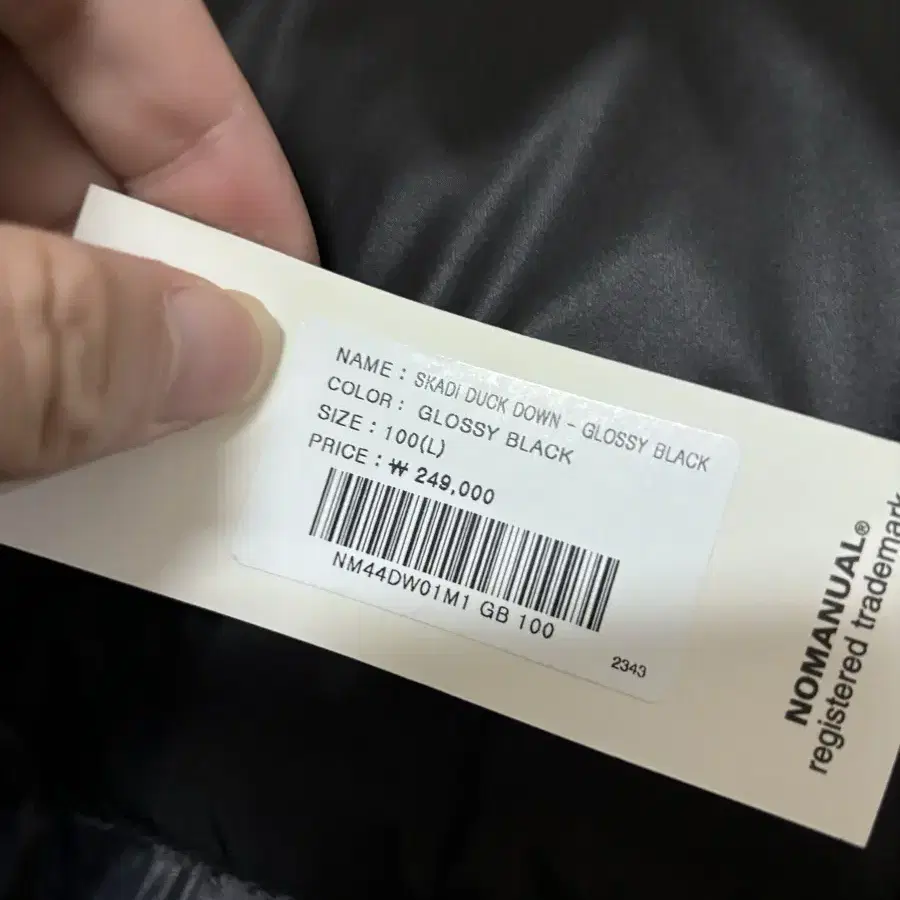 NAME : SKADI DUCK DOWN - GLOSSY BLACK
COLOR : GLOSSY BLACK
SIZE : 100(L)
PRICE : ₩ 249,000
NM44DW01M1 GB 100
2343
NOMANUAL®
registered trademark